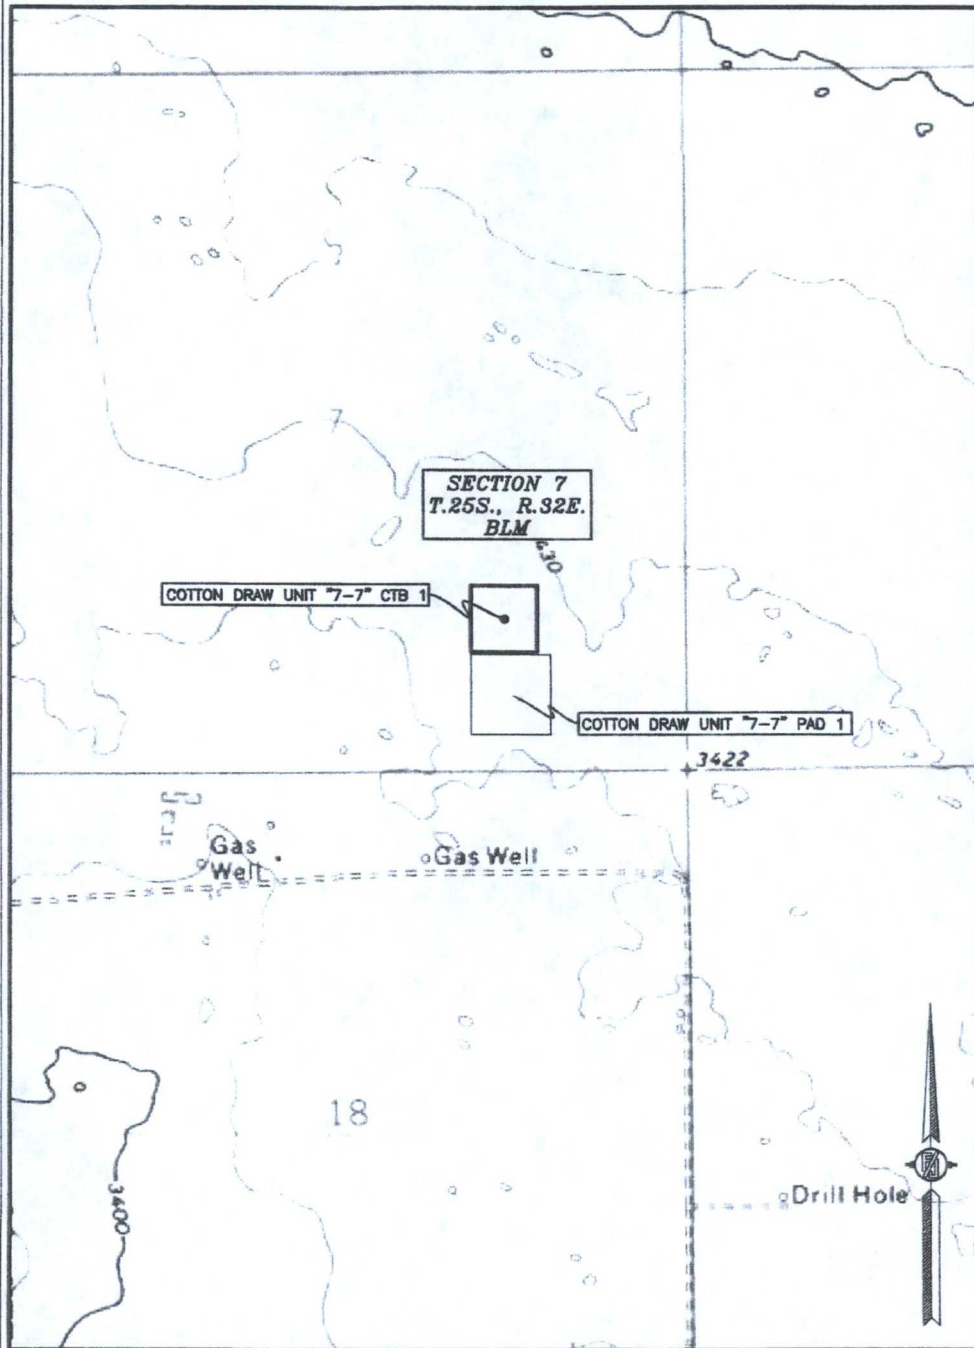 7
SECTION 7
T.25S., R.32E.
BLM
COTTON DRAW UNIT "7-7" CTB 1
COTTON DRAW UNIT "7-7" PAD 1
3422
Gas
Well
Gas Well
18
3400
Drill Hole